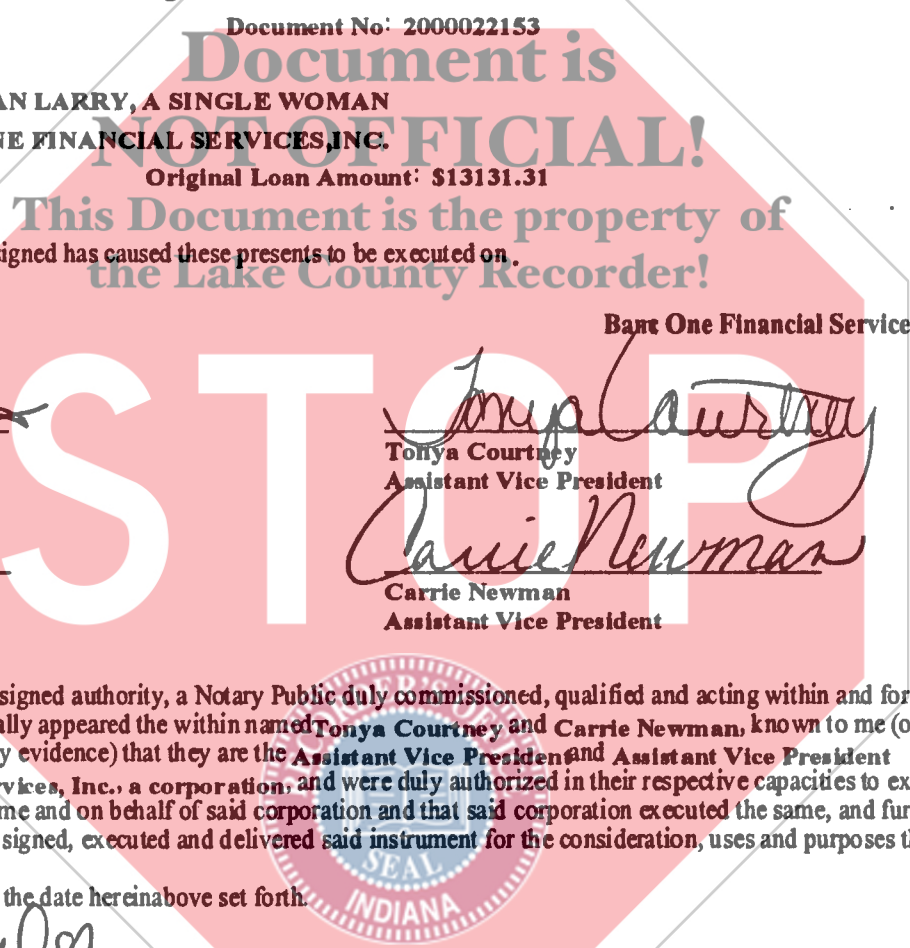 Document No: 2000022153
Document is
AN LARRY, A SINGLE WOMAN
NE FINANCIAL SERVICES,INC.
NOT OFFICIAL!
Original Loan Amount: $13131.31
This Document is the property of
igned has caused these presents to be executed on .
the Lake County Recorder!
Banc One Financial Service
STOP
Tonya Courtney
Tonya Courtney
Assistant Vice President
Carrie Newman
Carrie Newman
Assistant Vice President
signed authority, a Notary Public duly commissioned, qualified and acting within and for
ally appeared the within named Tonya Courtney and Carrie Newman, known to me (o
y evidence) that they are the Assistant Vice President and Assistant Vice President
rvices, Inc., a corporation, and were duly authorized in their respective capacities to ex
me and on behalf of said corporation and that said corporation executed the same, and fur
signed, executed and delivered said instrument for the consideration, uses and purposes t
SEAL
the date hereinabove set forth.
INDIANA